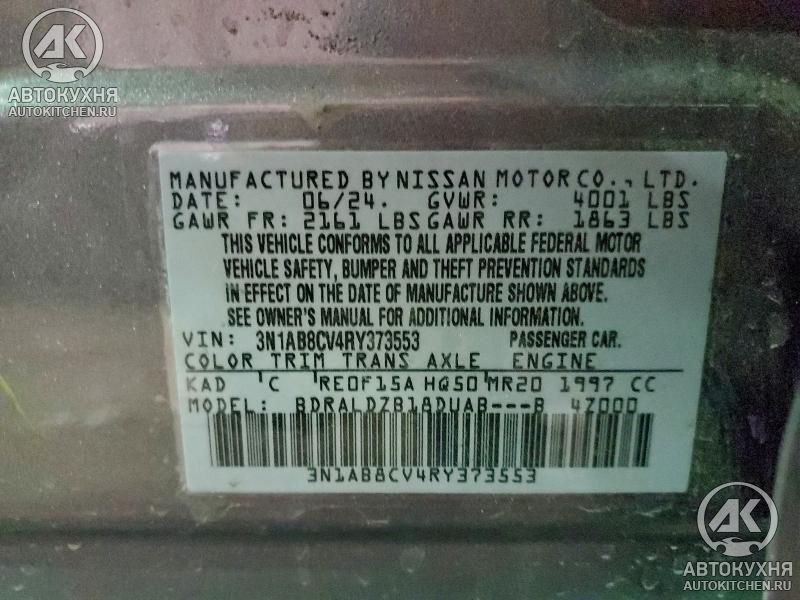 АК
АВТОКУХНЯ
AUTOKITCHEN.RU
MANUFACTURED BY NISSAN MOTOR CO., LTD.
DATE: 06/24. GVWR: 4001 LBS
GAWR FR: 2161 LBS GAWR RR: 1863 LBS
THIS VEHICLE CONFORMS TO ALL APPLICABLE FEDERAL MOTOR
VEHICLE SAFETY, BUMPER AND THEFT PREVENTION STANDARDS
IN EFFECT ON THE DATE OF MANUFACTURE SHOWN ABOVE.
SEE OWNER'S MANUAL FOR ADDITIONAL INFORMATION.
VIN: 3N1AB8CV4RY373553 PASSENGER CAR.
COLOR TRIM TRANS AXLE ENGINE
KAD 'C 'RE0F15A HQ50'MR20 1997 CC
MODEL: BDRALDZB18DUAB---B 4Z000
3N1AB8CV4RY373553
АК
АВТОКУХНЯ
AUTOKITCHEN.RU